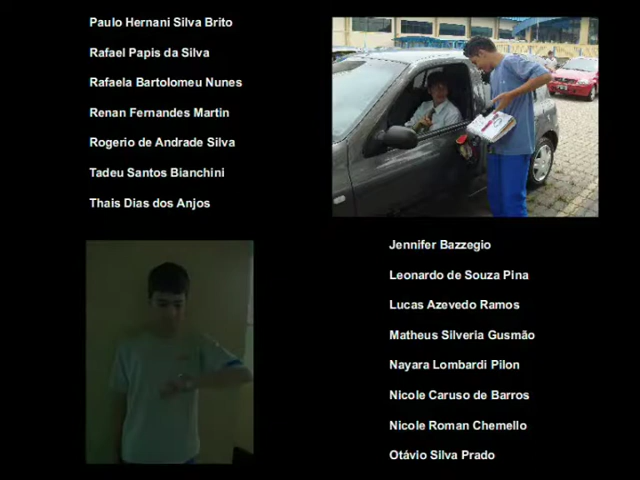 Paulo Hernani Silva Brito
Rafael Papis da Silva
Rafaela Bartolomeu Nunes
Renan Fernandes Martin
Rogerio de Andrade Silva
Tadeu Santos Bianchini
Thais Dias dos Anjos
Jennifer Bazzegio
Leonardo de Souza Pina
Lucas Azevedo Ramos
Matheus Silveria Gusmão
Nayara Lombardi Pilon
Nicole Caruso de Barros
Nicole Roman Chemello
Otávio Silva Prado